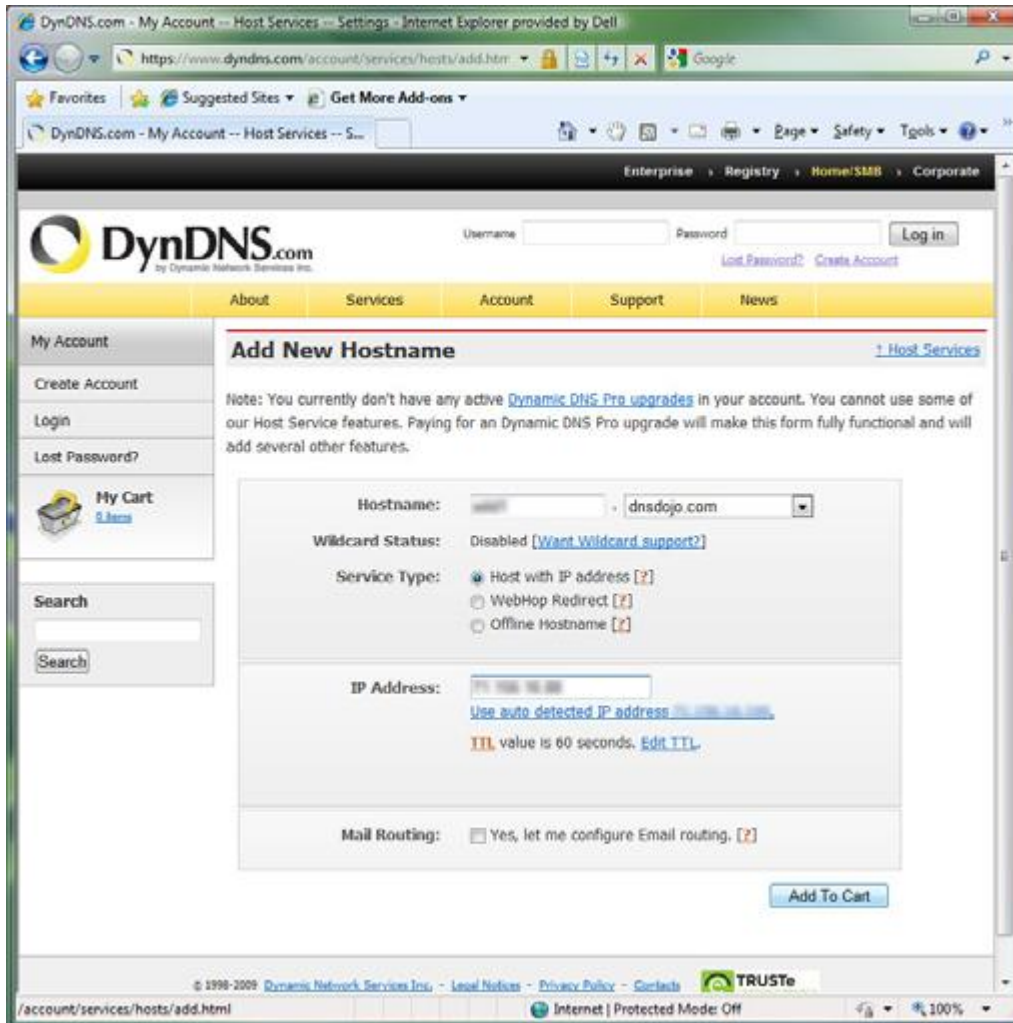 DynDNS.com - My Account -- Host Services -- Settings - Internet Explorer provided by Dell
https://www.dyndns.com/account/services/hosts/add.htm
Google
Favorites
Suggested Sites
Get More Add-ons
DynDNS.com - My Account -- Host Services -- S...
Page
Safety
Tools
Enterprise
Registry
Home/SMB
Corporate
DynDNS.com
by Dynamic Network Services Inc.
Username
Password
Log in
Lost Password?
Create Account
About
Services
Account
Support
News
My Account
Create Account
Login
Lost Password?
My Cart
0 items
Search
Search
Add New Hostname
↑ Host Services
Note: You currently don't have any active Dynamic DNS Pro upgrades in your account. You cannot use some of
our Host Service features. Paying for an Dynamic DNS Pro upgrade will make this form fully functional and will
add several other features.
Hostname:
. dnsdojo.com
Wildcard Status:
Disabled [Want Wildcard support?]
Service Type:
Host with IP address [?]
WebHop Redirect [?]
Offline Hostname [?]
IP Address:
Use auto detected IP address
TTL value is 60 seconds. Edit TTL.
Mail Routing:
Yes, let me configure Email routing. [?]
Add To Cart
© 1998-2009 Dynamic Network Services Inc. - Legal Notices - Privacy Policy - Contacts
TRUSTe
/account/services/hosts/add.html
Internet | Protected Mode: Off
100%